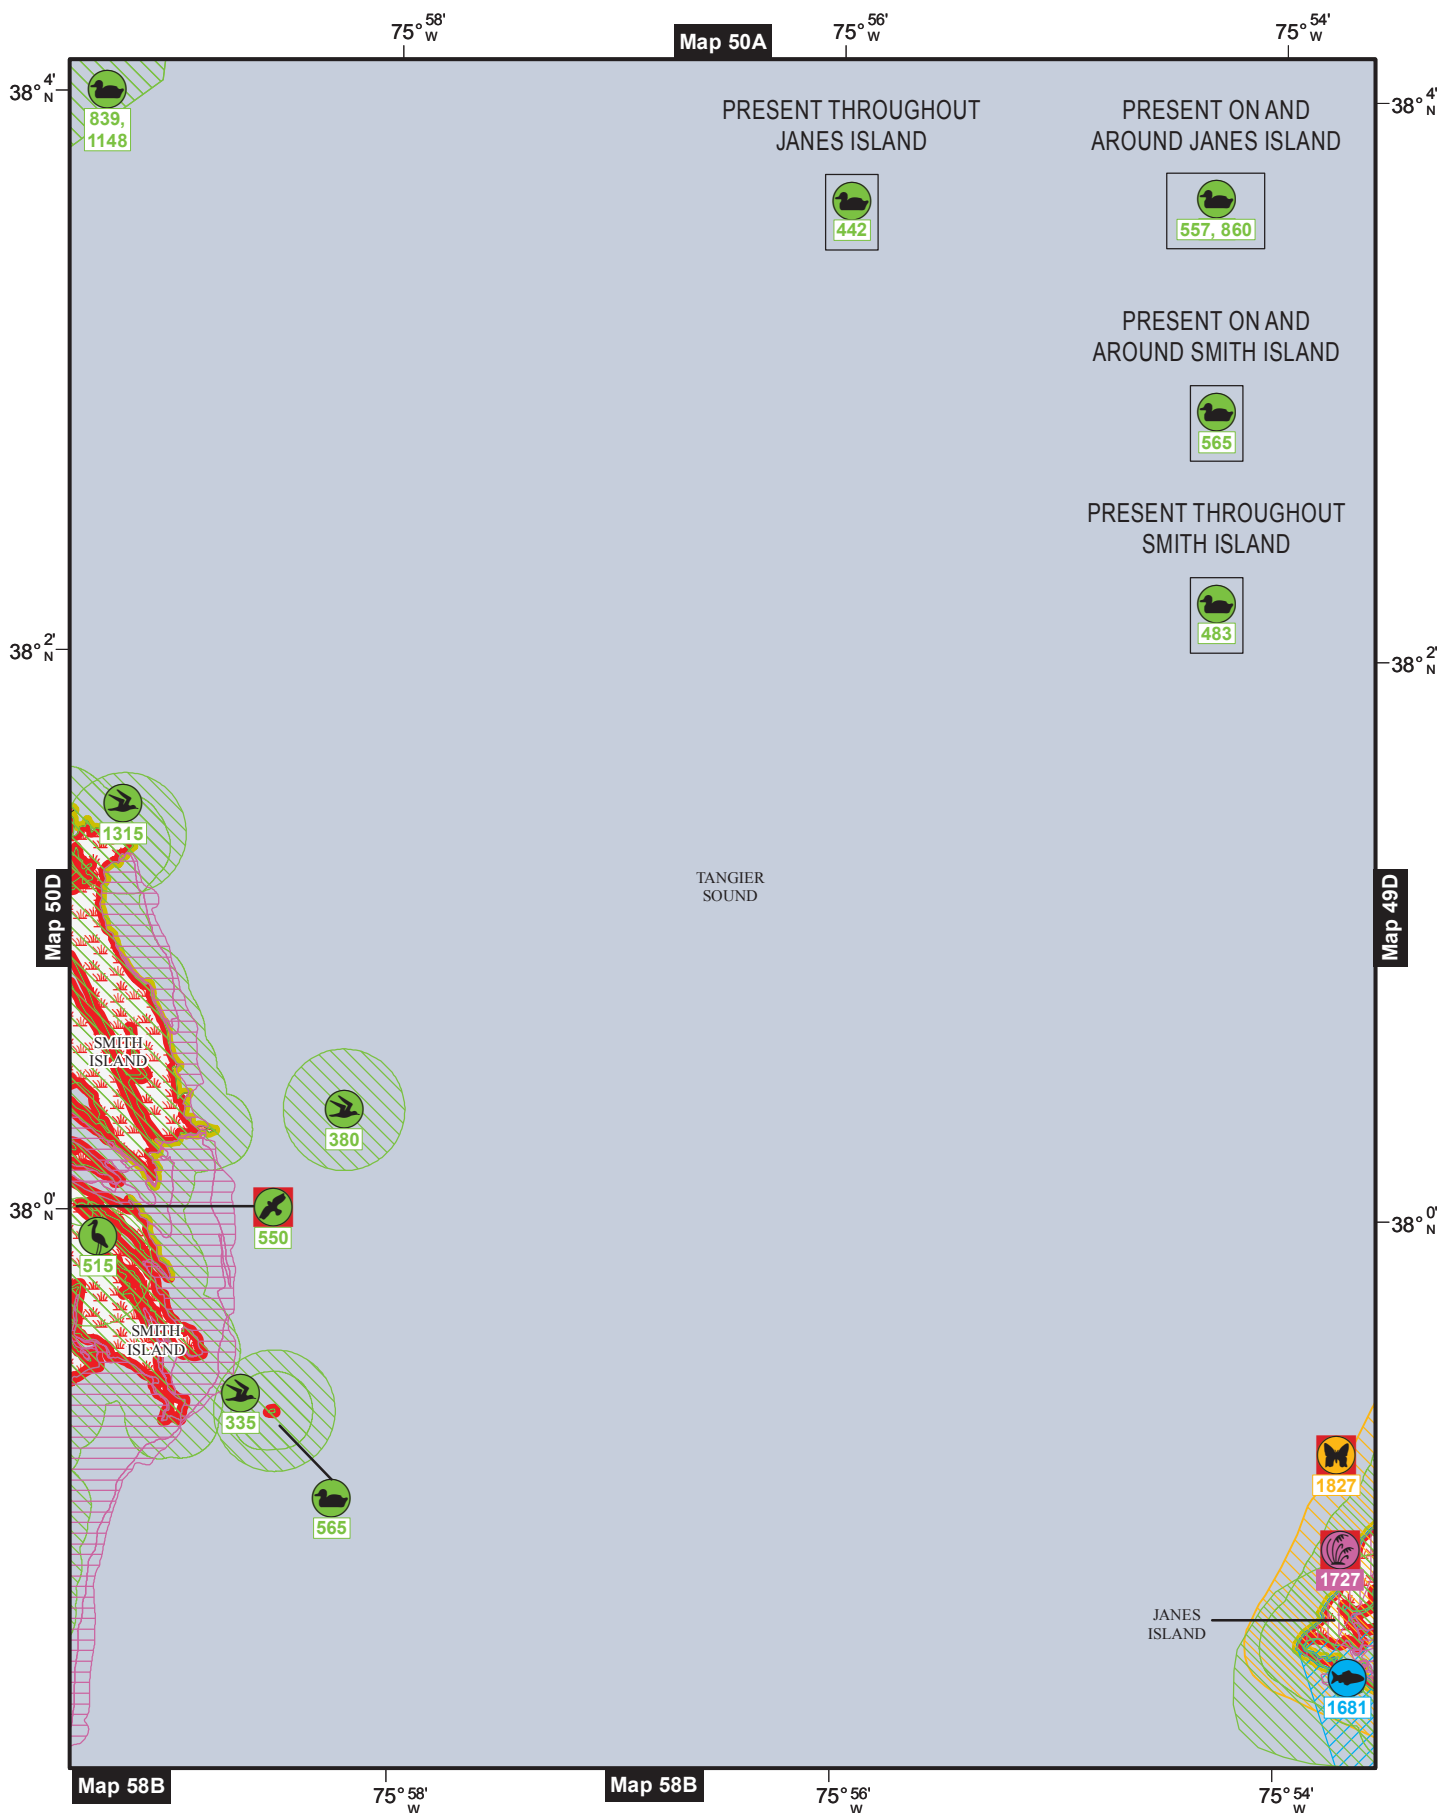 75° 58' W
Map 50A
75° 56' W
75° 54' W
38° 4' N
38° 4' N
839,
1148
PRESENT THROUGHOUT
JANES ISLAND
442
PRESENT ON AND
AROUND JANES ISLAND
557, 860
PRESENT ON AND
AROUND SMITH ISLAND
565
PRESENT THROUGHOUT
SMITH ISLAND
483
38° 2' N
38° 2' N
1315
TANGIER
SOUND
Map 50D
Map 49D
SMITH
ISLAND
380
38° 0' N
38° 0' N
550
515
SMITH
ISLAND
335
565
1827
1727
JANES
ISLAND
1681
Map 58B
75° 58' W
Map 58B
75° 56' W
75° 54' W